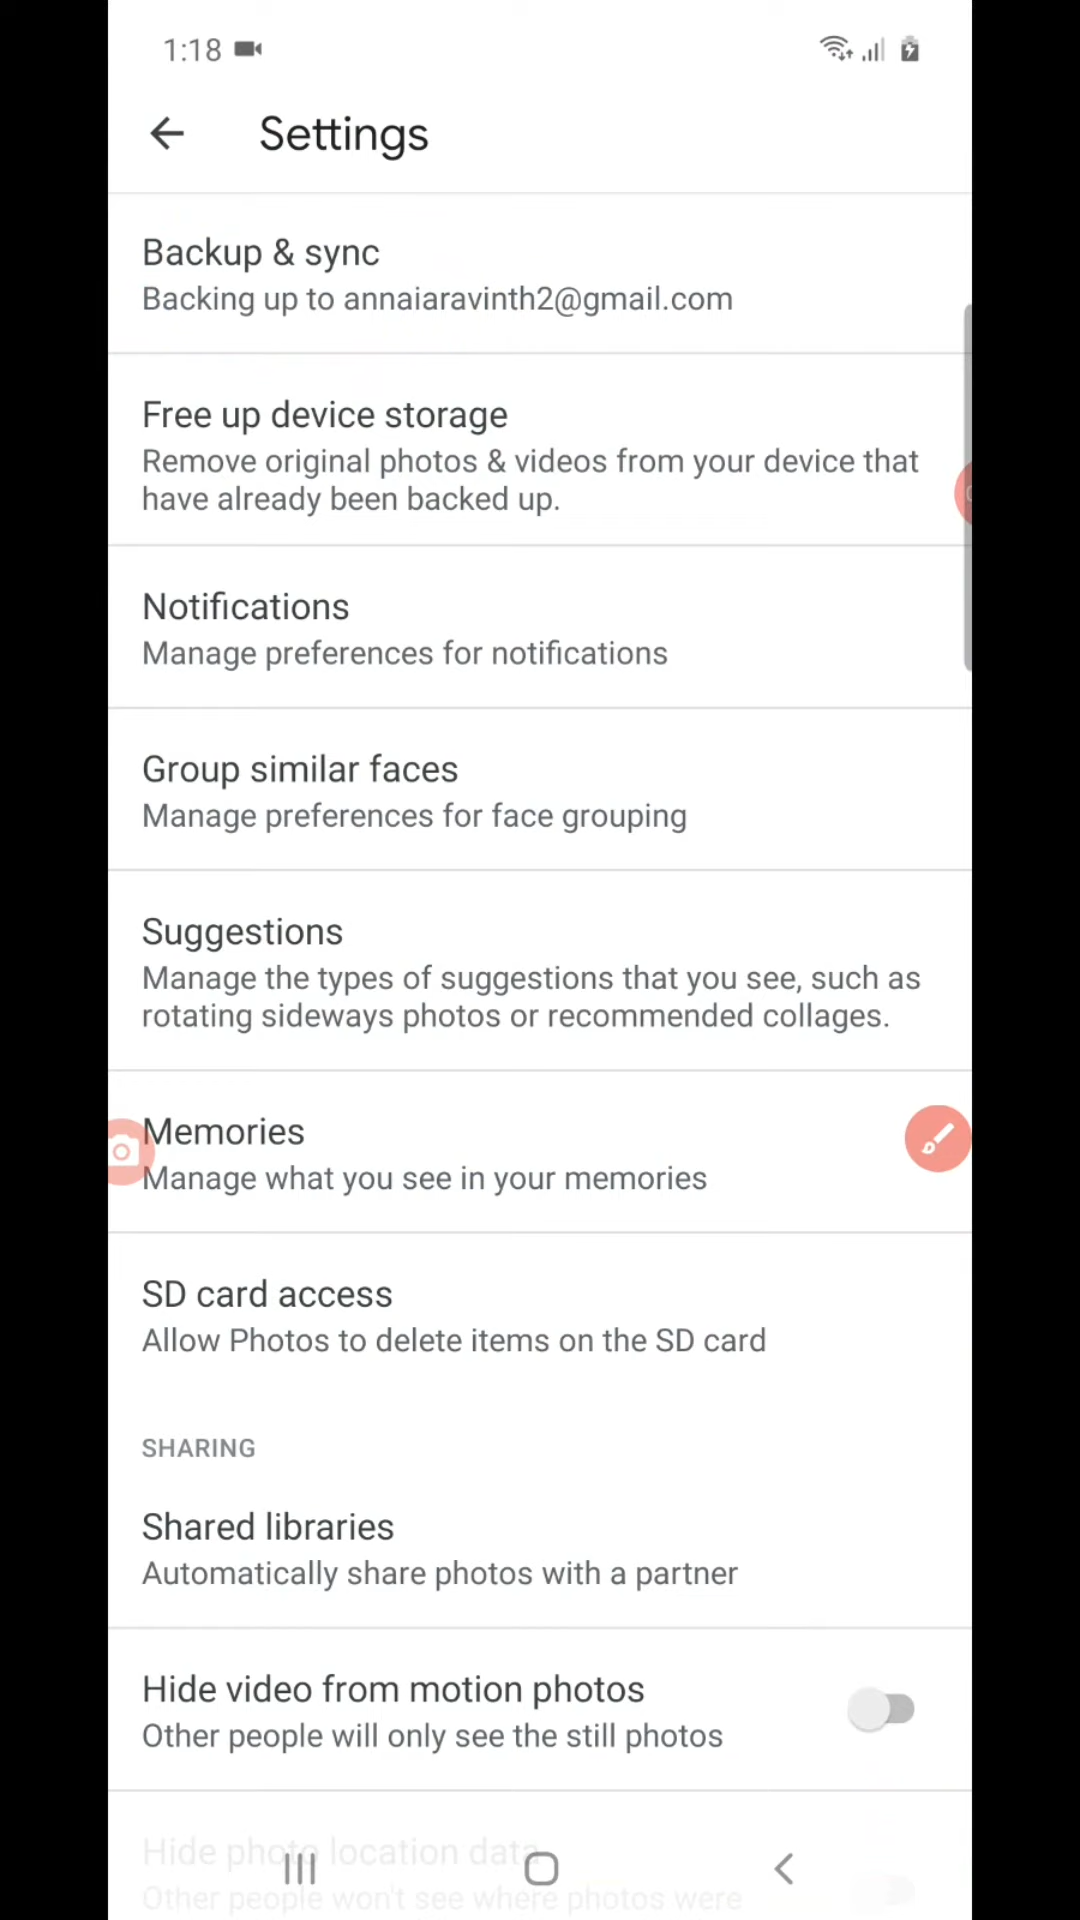 1:18
Settings
Backup & sync
Backing up to annaiaravinth2@gmail.com
Free up device storage
Remove original photos & videos from your device that
have already been backed up.
Notifications
Manage preferences for notifications
Group similar faces
Manage preferences for face grouping
Suggestions
Manage the types of suggestions that you see, such as
rotating sideways photos or recommended collages.
Memories
Manage what you see in your memories
SD card access
Allow Photos to delete items on the SD card
SHARING
Shared libraries
Automatically share photos with a partner
Hide video from motion photos
Other people will only see the still photos
Hide photo location data
Other people won't see where photos were